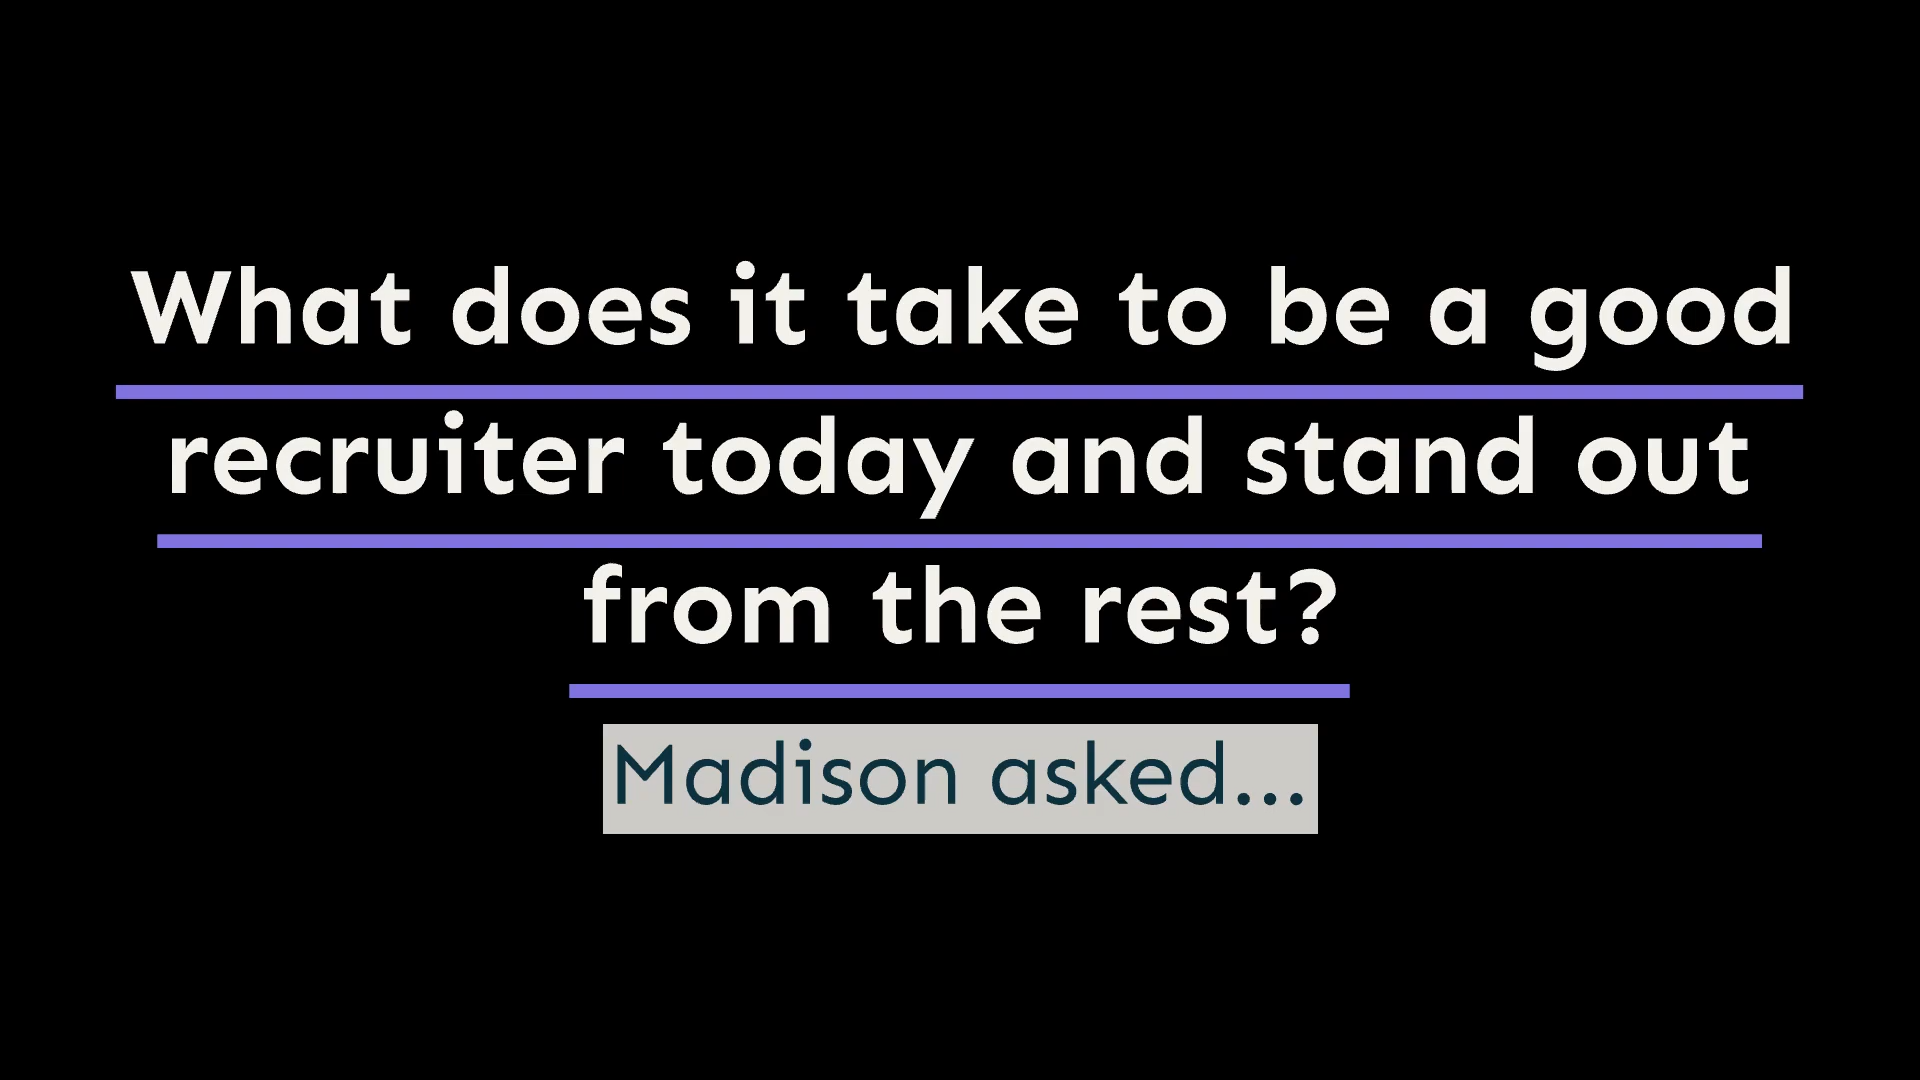 What does it take to be a good
recruiter today and stand out
from the rest?
Madison asked...